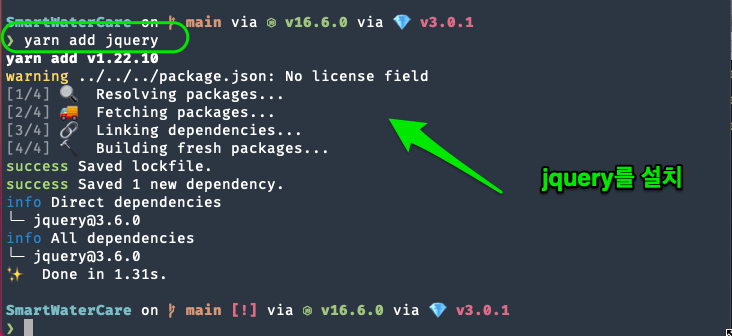 SmartWaterCare on main via v16.6.0 via 💎 v3.0.1
❯ yarn add jquery
yarn add v1.22.10
warning ../../../package.json: No license field
[1/4] 🔍 Resolving packages...
[2/4] 🚚 Fetching packages...
[3/4] 🔗 Linking dependencies...
[4/4] 🔨 Building fresh packages...
success Saved lockfile.
success Saved 1 new dependency.
info Direct dependencies
└─ jquery@3.6.0
info All dependencies
└─ jquery@3.6.0
✨ Done in 1.31s.
jquery를 설치
SmartWaterCare on main [!] via v16.6.0 via 💎 v3.0.1
❯